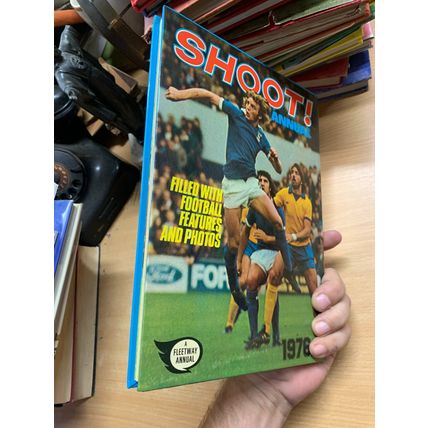 SHOOT!
ANNUAL
FILLED WITH
FOOTBALL
FEATURES
AND PHOTOS
Ford
FOR
A
FLEETWAY
ANNUAL
1976